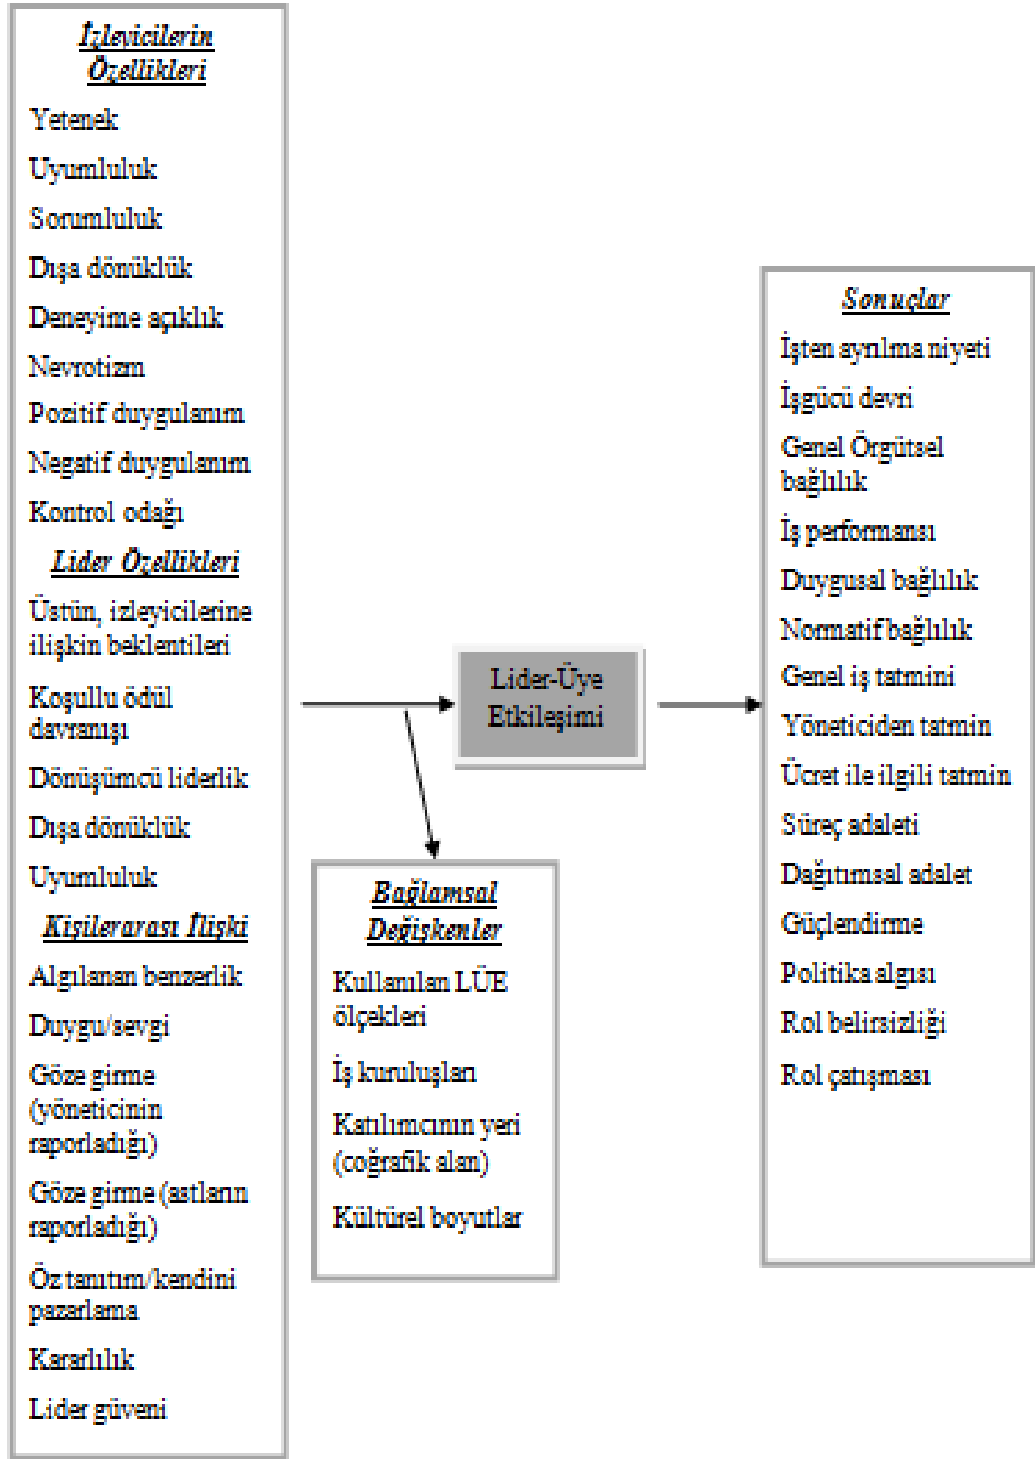 İzleyicilerin
Özellikleri
Yetenek
Uyumluluk
Sorumluluk
Dışa dönüklük
Deneyime açıklık
Nevrotizm
Pozitif duygulanım
Negatif duygulanım
Kontrol odağı
Lider Özellikleri
Üstün, izleyicilerine
ilişkin beklentileri
Koşullu ödül
davranışı
Dönüşümcü liderlik
Dışa dönüklük
Uyumluluk
Kişilerarası İlişki
Algılanan benzerlik
Duygu/sevgi
Göze girme
(yöneticinin
raporladığı)
Göze girme (astların
raporladığı)
Öz tanıtım/kendini
pazarlama
Kararlılık
Lider güveni
Lider-Üye
Etkileşimi
Bağlamsal
Değişkenler
Kullanılan LÜE
ölçekleri
İş kuruluşları
Katılımcının yeri
(coğrafik alan)
Kültürel boyutlar
Sonuçlar
İşten ayrılma niyeti
İşgücü devri
Genel Örgütsel
bağlılık
İş performansı
Duygusal bağlılık
Normatif bağlılık
Genel iş tatmini
Yöneticiden tatmin
Ücret ile ilgili tatmin
Süreç adaleti
Dağıtımsal adalet
Güçlendirme
Politika algısı
Rol belirsizliği
Rol çatışması